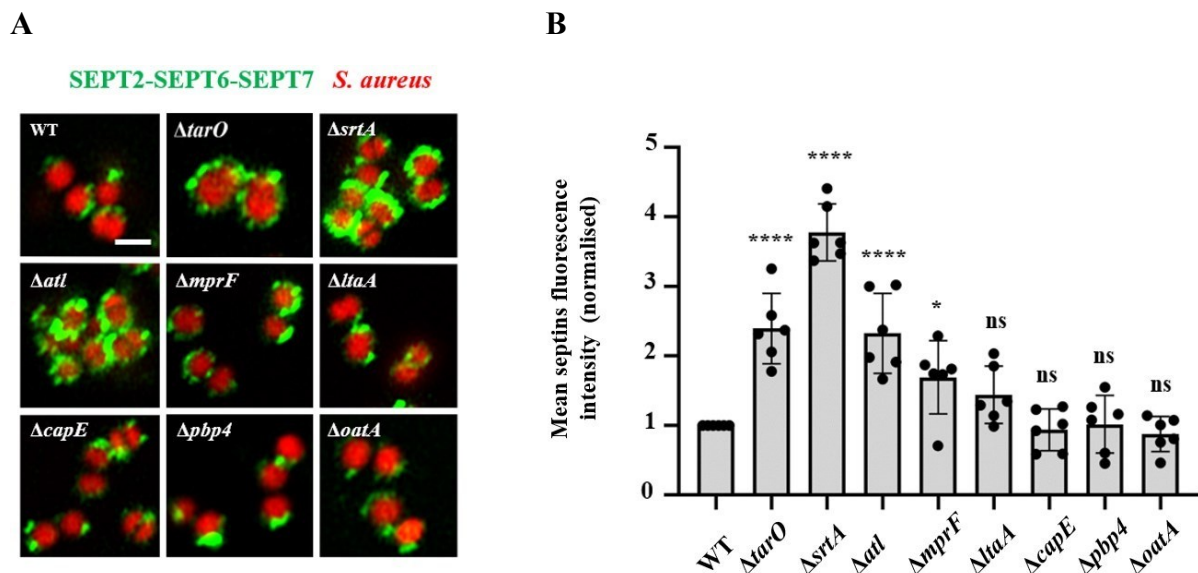 A
B
SEPT2-SEPT6-SEPT7 S. aureus
WT
ΔtarO
ΔsrtA
Δatl
ΔmprF
ΔltaA
ΔcapE
Δpbp4
ΔoatA
Mean septins fluorescence
intensity (normalised)
5
4
3
2
1
0
****
****
****
*
ns
ns
ns
ns
WT
ΔtarO
ΔsrtA
Δatl
ΔmprF
ΔltaA
ΔcapE
Δpbp4
ΔoatA